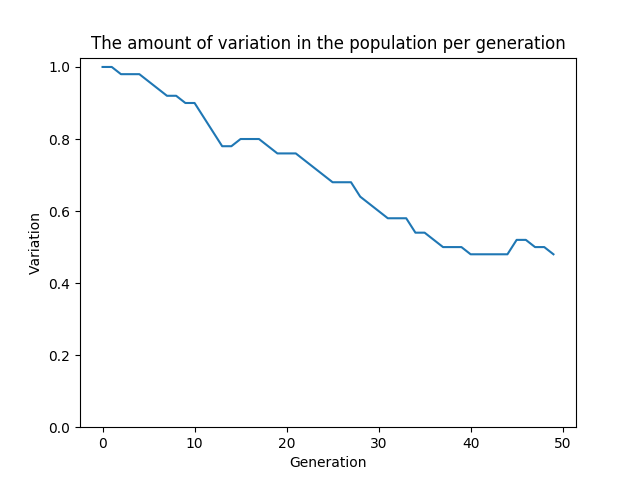 The amount of variation in the population per generation
1.0
0.8
0.6
0.4
0.2
0.0
Variation
0 10 20 30 40 50
Generation